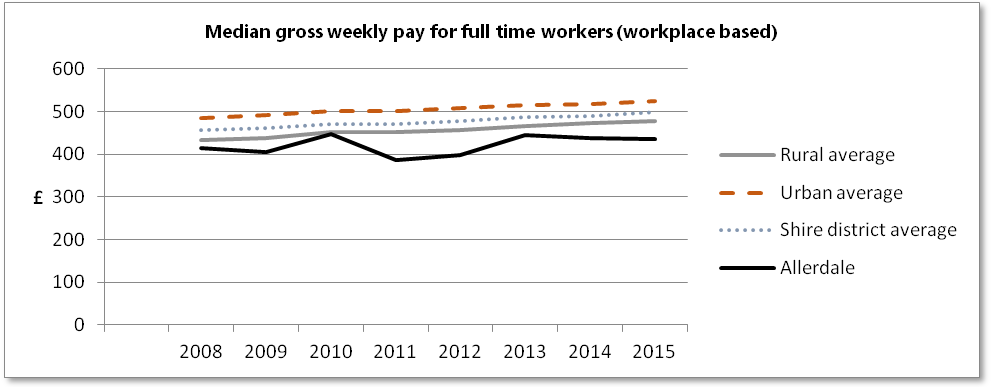 Median gross weekly pay for full time workers (workplace based)
600
500
400
300
200
100
0
£
2008 2009 2010 2011 2012 2013 2014 2015
Rural average
Urban average
Shire district average
Allerdale